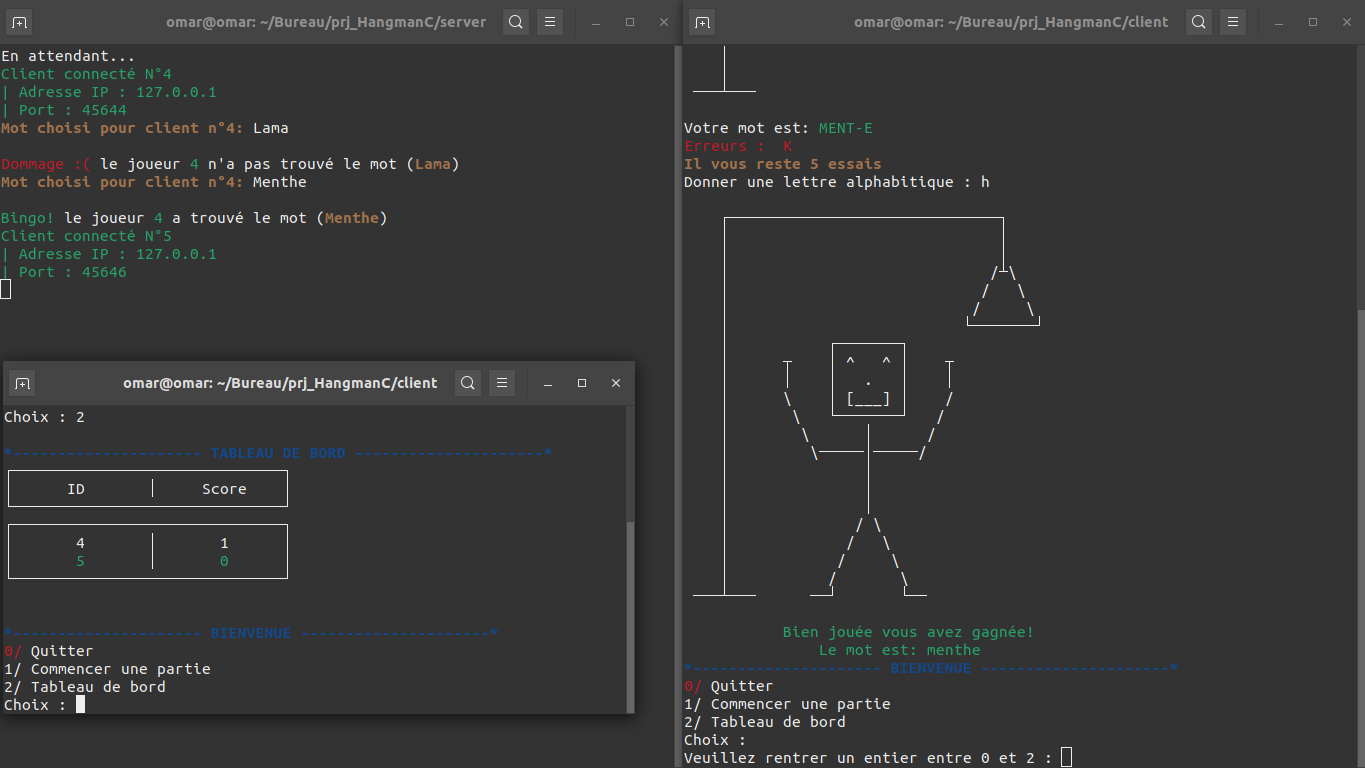 omar@omar: ~/Bureau/prj_HangmanC/server
En attendant...
Client connecté N°4
| Adresse IP : 127.0.0.1
| Port : 45644
Mot choisi pour client n°4: Lama
Dommage :( le joueur 4 n'a pas trouvé le mot (Lama)
Mot choisi pour client n°4: Menthe
Bingo! le joueur 4 a trouvé le mot (Menthe)
Client connecté N°5
| Adresse IP : 127.0.0.1
| Port : 45646
omar@omar: ~/Bureau/prj_HangmanC/client
Choix : 2
*--------------------- TABLEAU DE BORD ---------------------*
ID | Score
4 | 1
5 | 0
*--------------------- BIENVENUE ---------------------*
0/ Quitter
1/ Commencer une partie
2/ Tableau de bord
Choix :
omar@omar: ~/Bureau/prj_HangmanC/client
Votre mot est: MENT-E
Erreurs :  K
Il vous reste 5 essais
Donner une lettre alphabitique : h
Bien jouée vous avez gagnée!
Le mot est: menthe
*--------------------- BIENVENUE ---------------------*
0/ Quitter
1/ Commencer une partie
2/ Tableau de bord
Choix :
Veuillez rentrer un entier entre 0 et 2 :